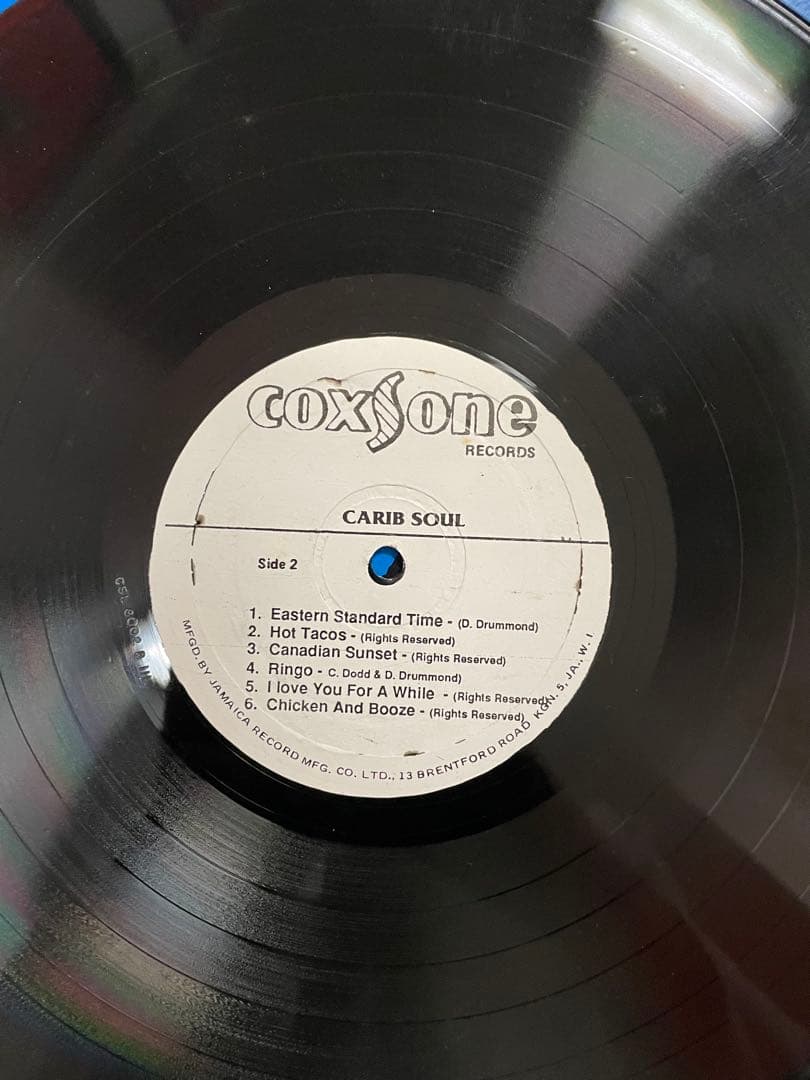 coxsone
RECORDS
CARIB SOUL
Side 2
1. Eastern Standard Time - (D. Drummond)
2. Hot Tacos - (Rights Reserved)
3. Canadian Sunset - (Rights Reserved)
4. Ringo - C. Dodd & D. Drummond)
5. I love You For A While - (Rights Reserved)
6. Chicken And Booze - (Rights Reserved)
MFGD. BY JAMAICA RECORD MFG. CO. LTD., 13 BRENTFORD ROAD KGN. 5, JA., W. I